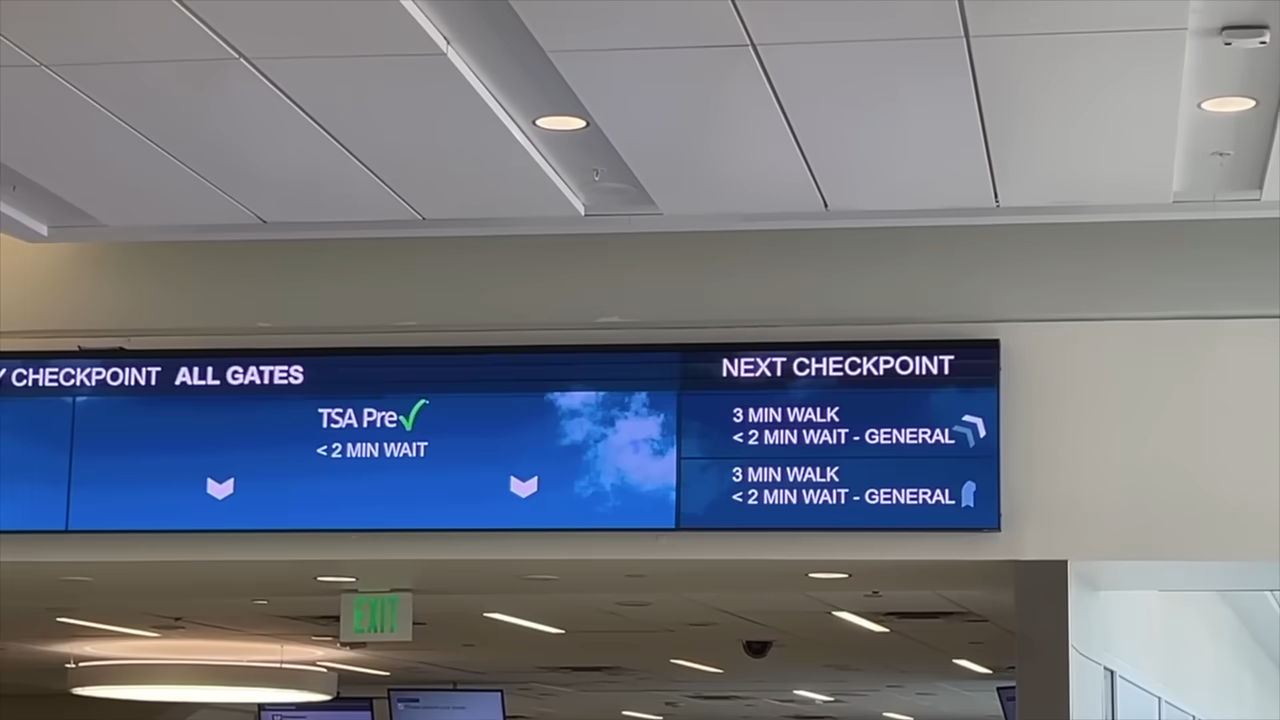 Y CHECKPOINT ALL GATES
TSA Pre✓
< 2 MIN WAIT
NEXT CHECKPOINT
3 MIN WALK
< 2 MIN WAIT - GENERAL
3 MIN WALK
< 2 MIN WAIT - GENERAL
EXIT